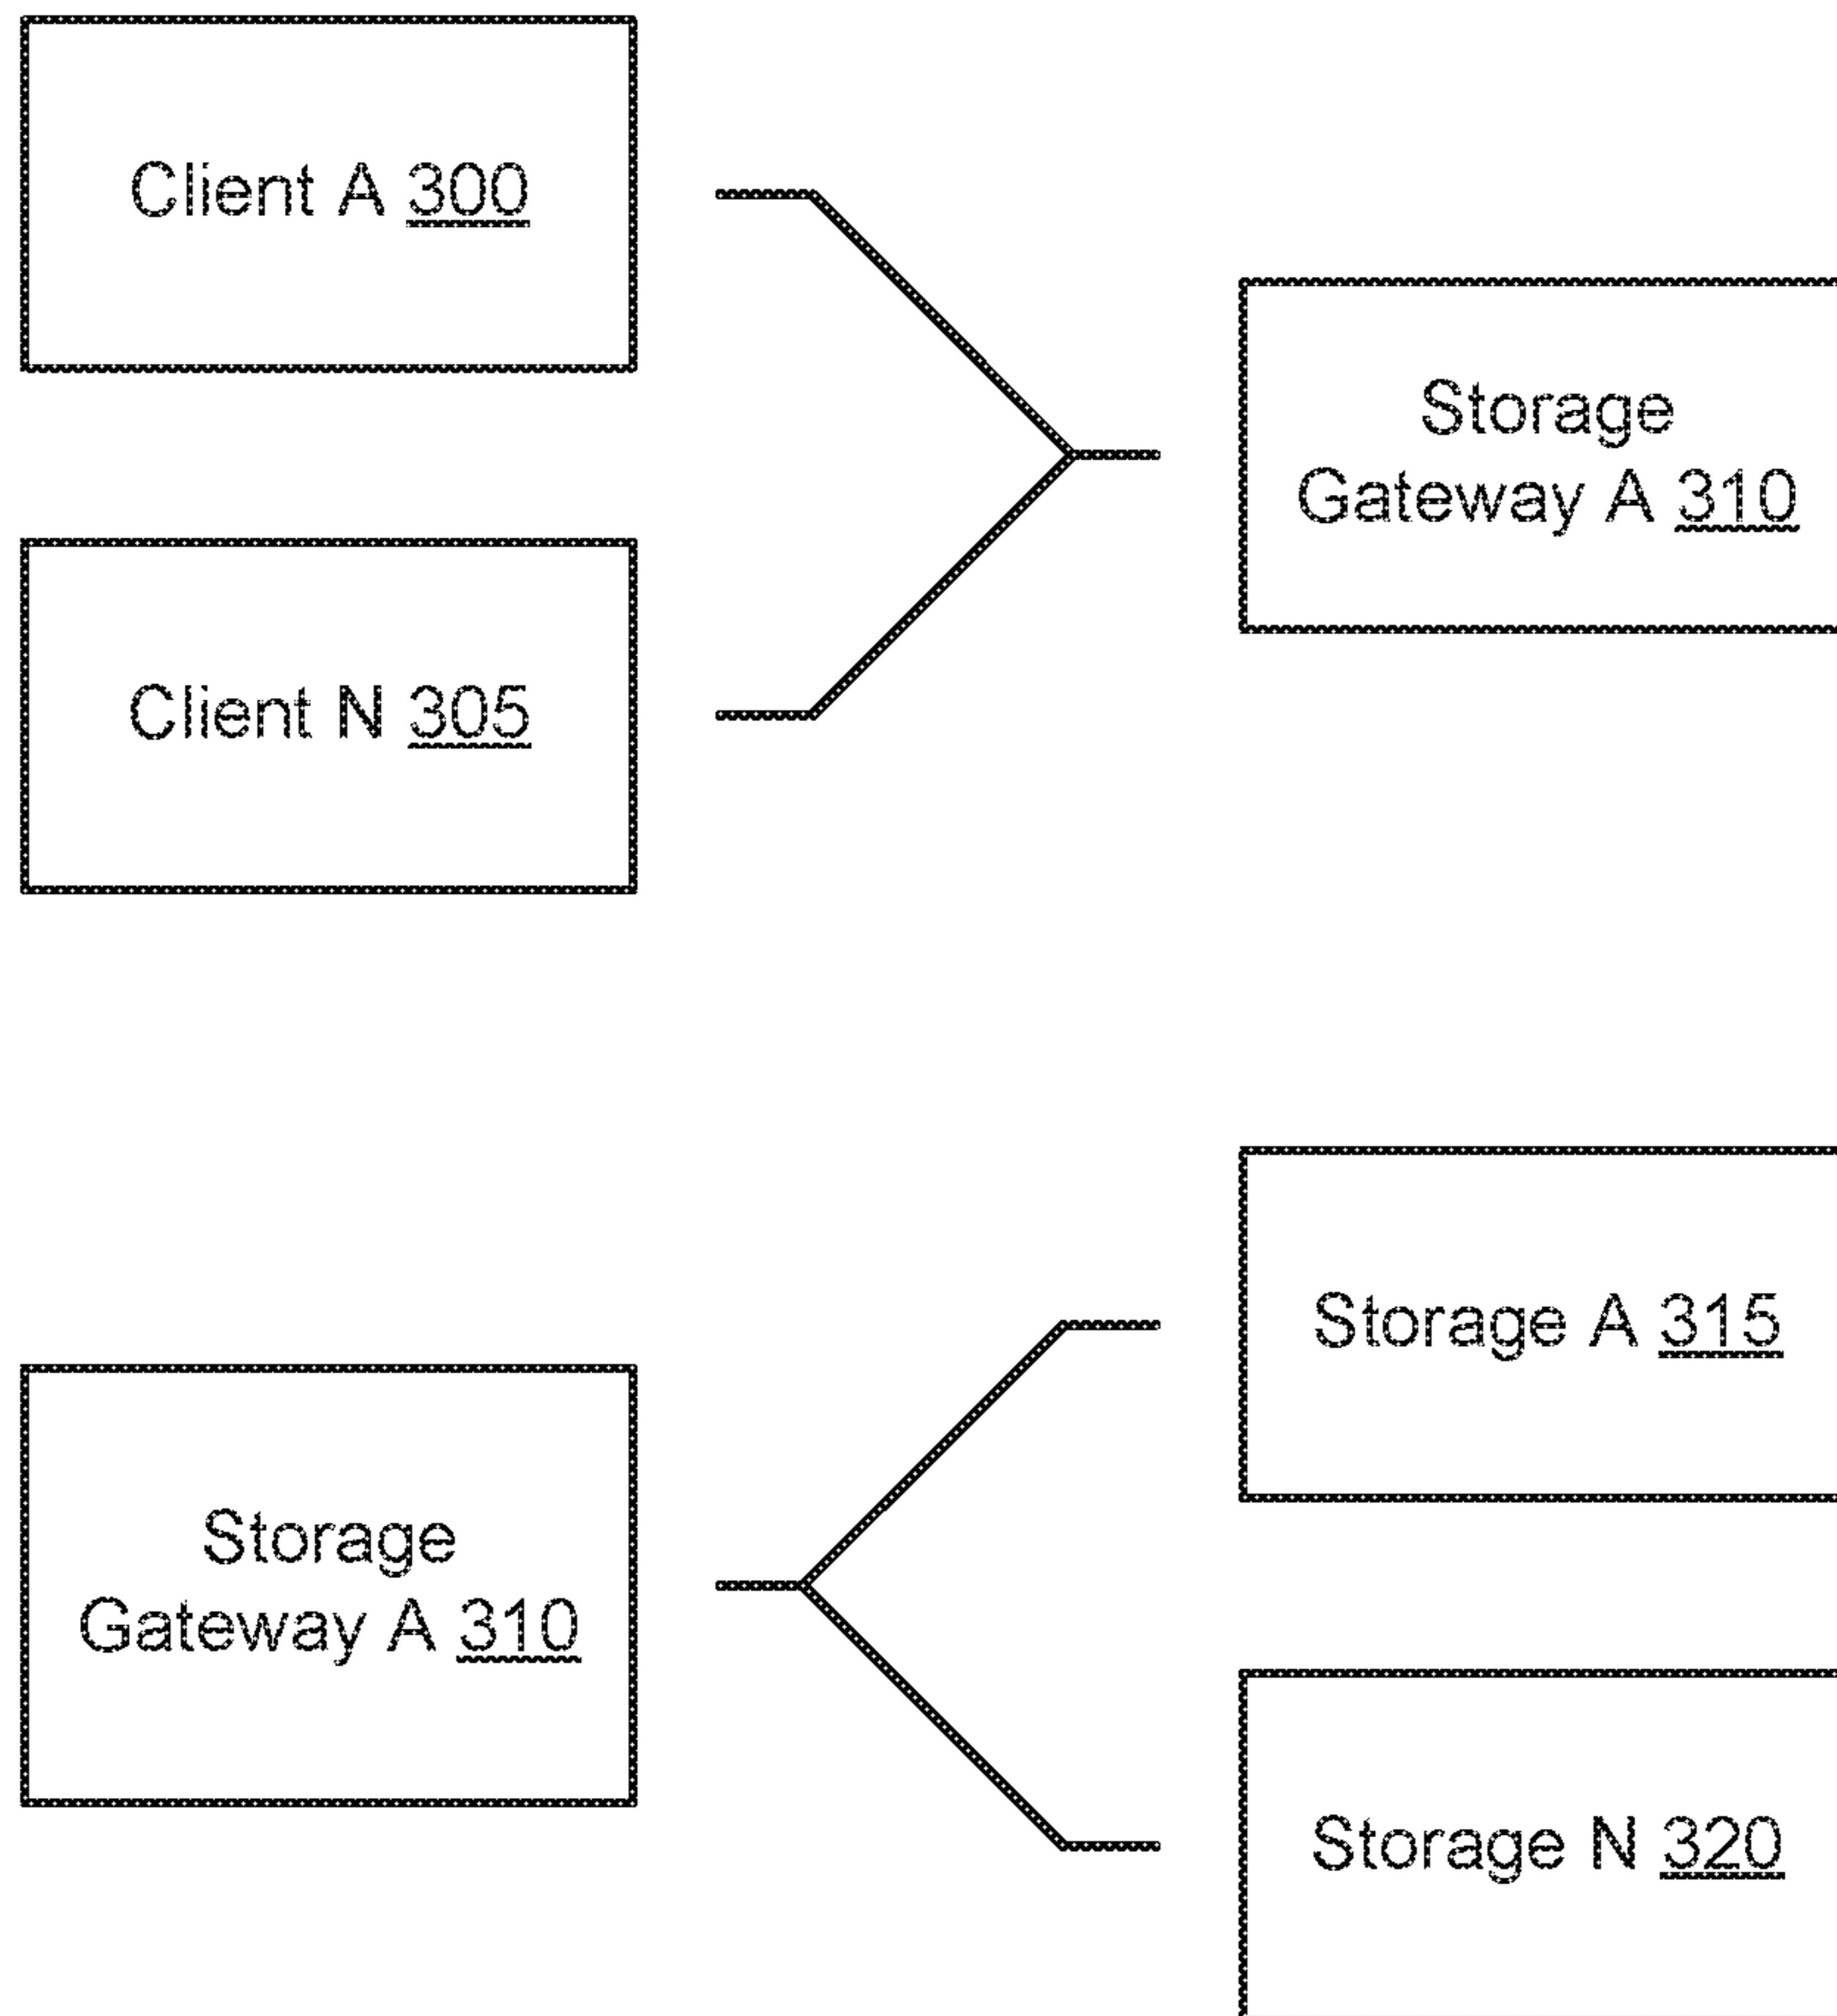 Client A 300
Client N 305
Storage
Gateway A 310
Storage
Gateway A 310
Storage A 315
Storage N 320